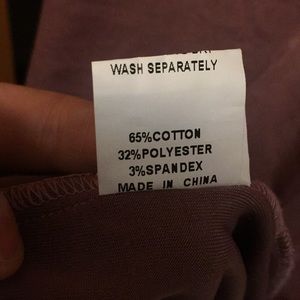 WASH SEPARATELY
65%COTTON
32%POLYESTER
3%SPANDEX
MADE IN CHINA